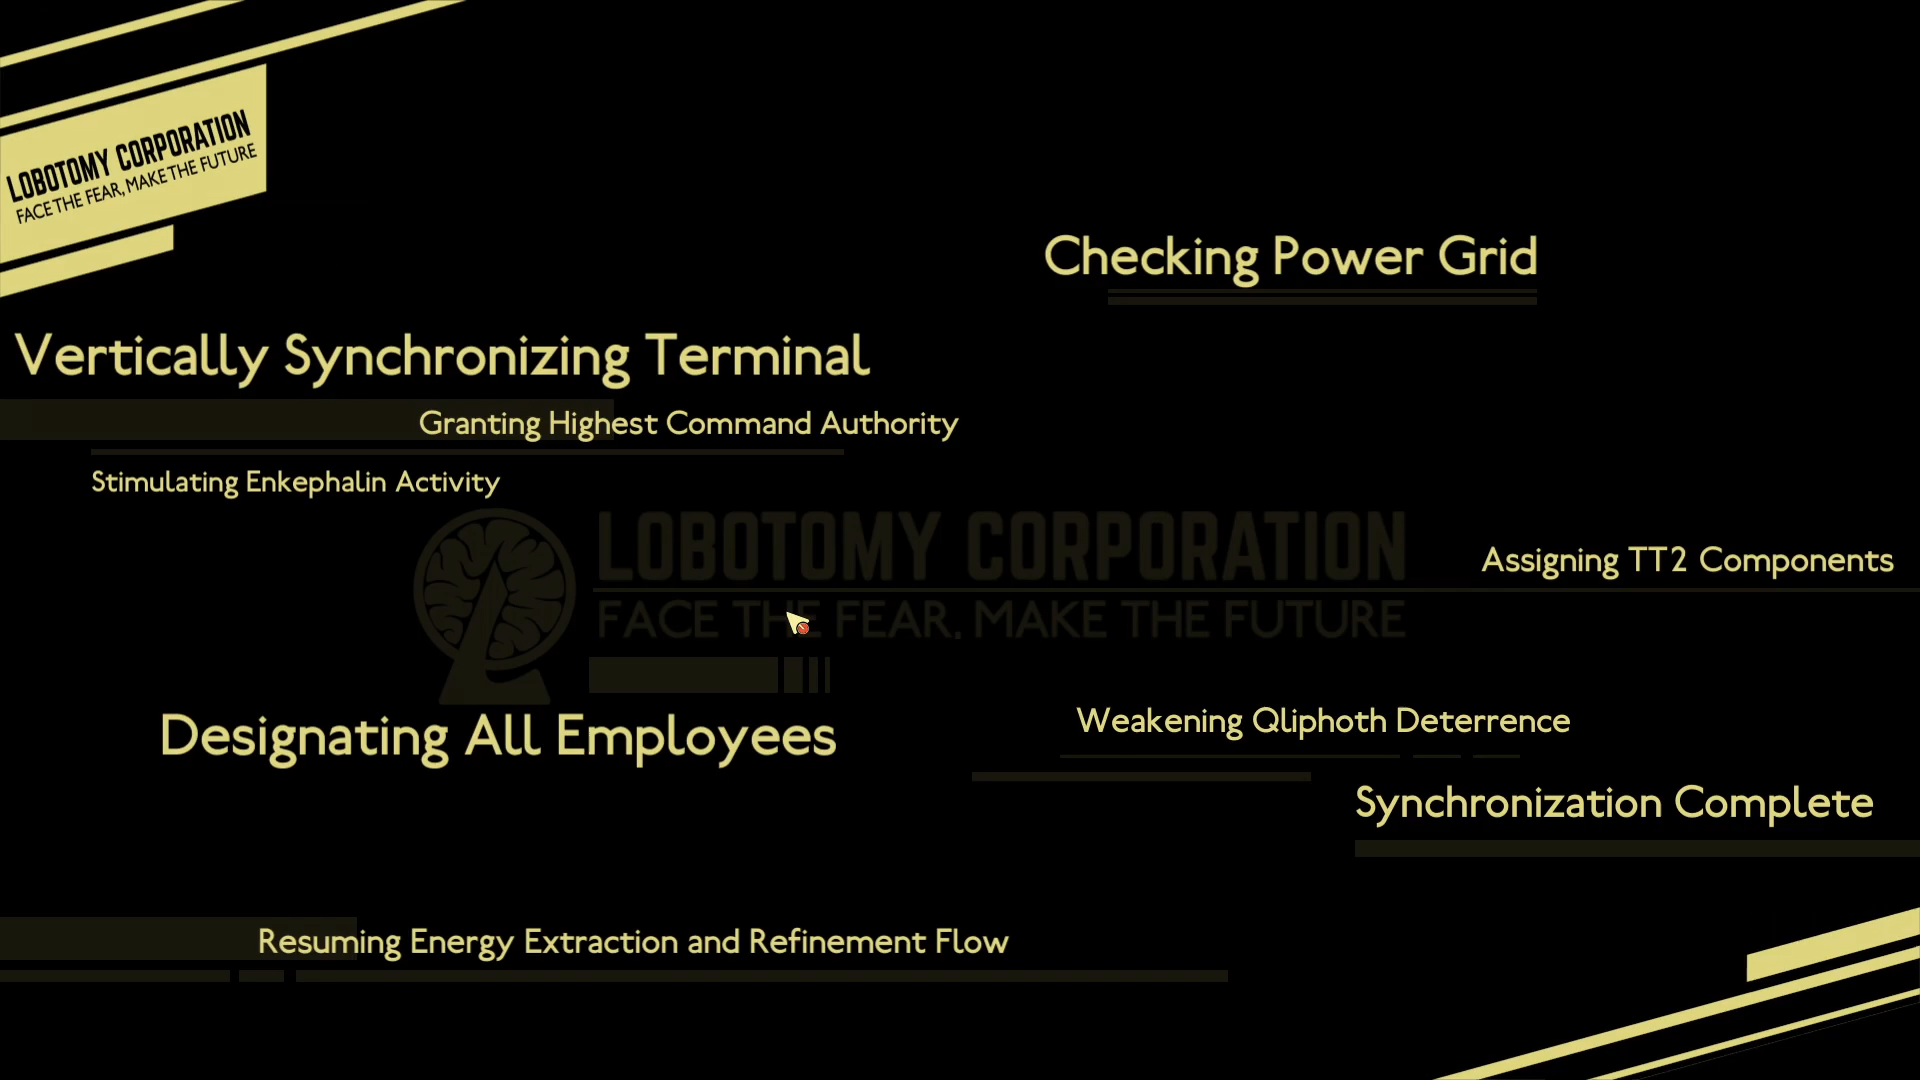 LOBOTOMY CORPORATION
FACE THE FEAR, MAKE THE FUTURE
Checking Power Grid
Vertically Synchronizing Terminal
Granting Highest Command Authority
Stimulating Enkephalin Activity
LOBOTOMY CORPORATION
FACE THE FEAR, MAKE THE FUTURE
Assigning TT2 Components
Designating All Employees
Weakening Qliphoth Deterrence
Synchronization Complete
Resuming Energy Extraction and Refinement Flow